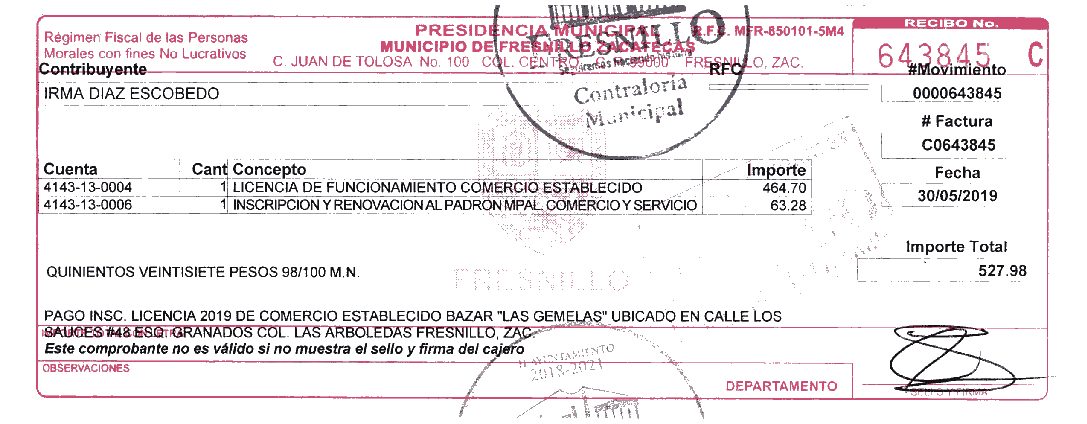 PRESIDENCIA MUNICIPAL R.F.C. MFR-850101-5M4
Régimen Fiscal de las Personas
Morales con fines No Lucrativos
MUNICIPIO DE FRESNILLO, ZACATECAS
C. JUAN DE TOLOSA No. 100 COL. CENTRO FRESNILLO, ZAC.
RECIBO No.
643845 C
FRESNILLO
Contraloría
Municipal
Contribuyente RFC #Movimiento
IRMA DIAZ ESCOBEDO 0000643845
# Factura
C0643845
Cuenta Cant Concepto Importe Fecha
4143-13-0004 1 LICENCIA DE FUNCIONAMIENTO COMERCIO ESTABLECIDO 464.70
4143-13-0006 1 INSCRIPCION Y RENOVACION AL PADRON MPAL. COMERCIO Y SERVICIO 63.28
30/05/2019
Importe Total
QUINIENTOS VEINTISIETE PESOS 98/100 M.N. 527.98
FRESNILLO
PAGO INSC. LICENCIA 2019 DE COMERCIO ESTABLECIDO BAZAR "LAS GEMELAS" UBICADO EN CALLE LOS
SAUCES #48 ESQ. GRANADOS COL. LAS ARBOLEDAS FRESNILLO, ZAC.
Este comprobante no es válido si no muestra el sello y firma del cajero
OBSERVACIONES
H. AYUNTAMIENTO
2018-2021
DEPARTAMENTO
SELLO Y FIRMA